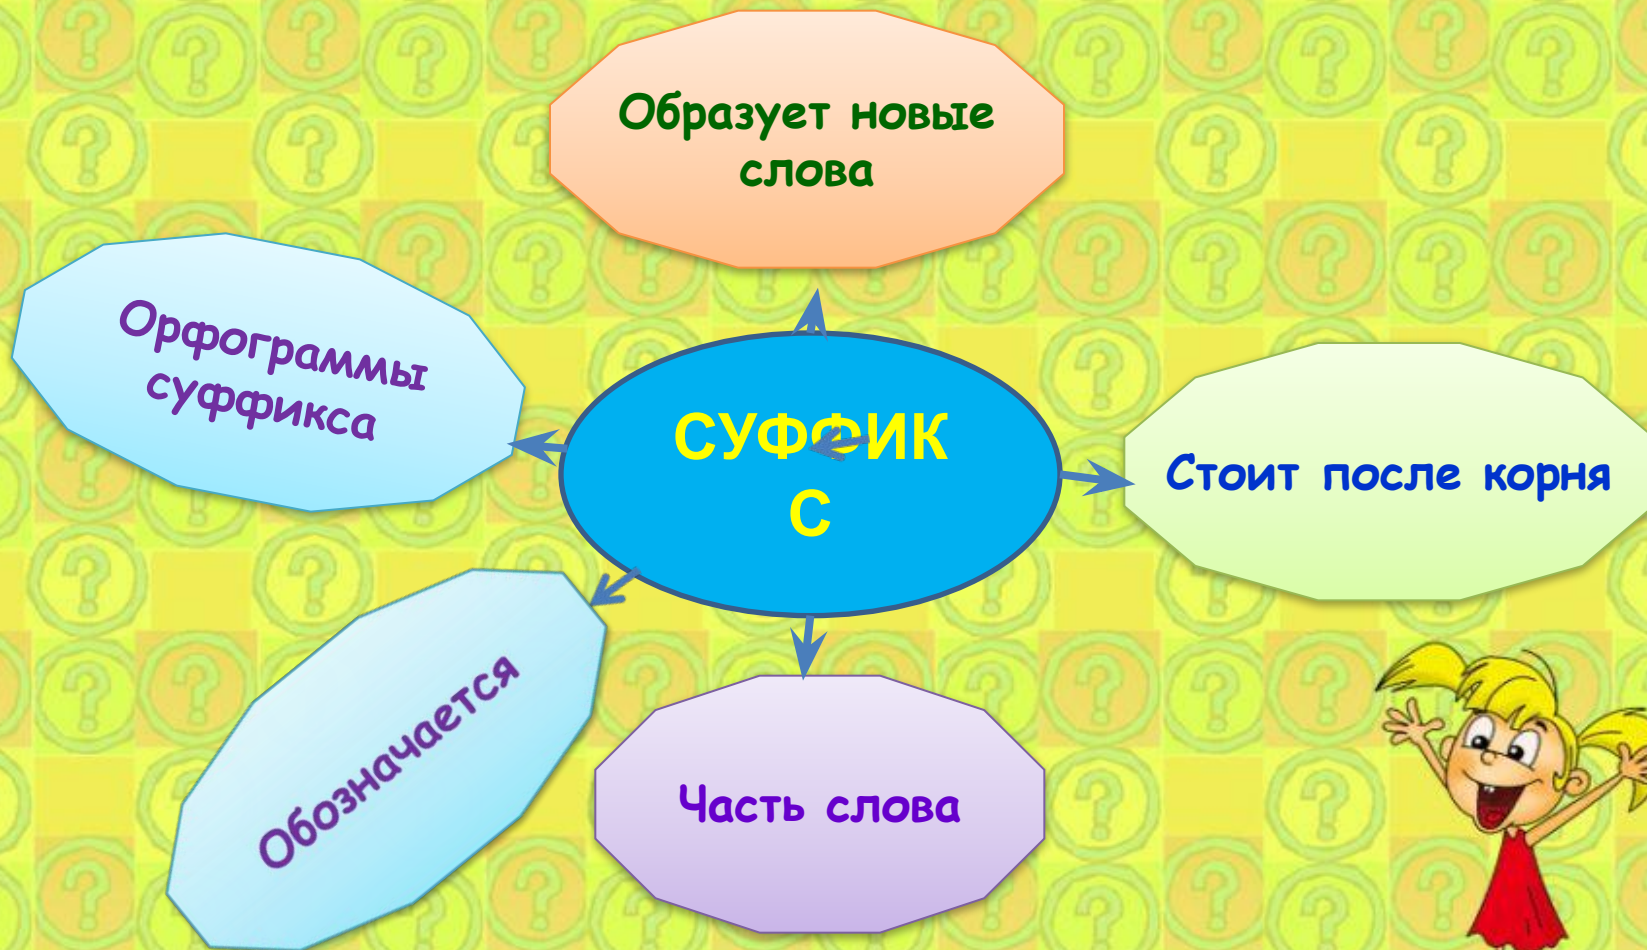 Образует новые
слова
Орфограммы
суффикса
СУФФИК
С
Стоит после корня
Обозначается
Часть слова